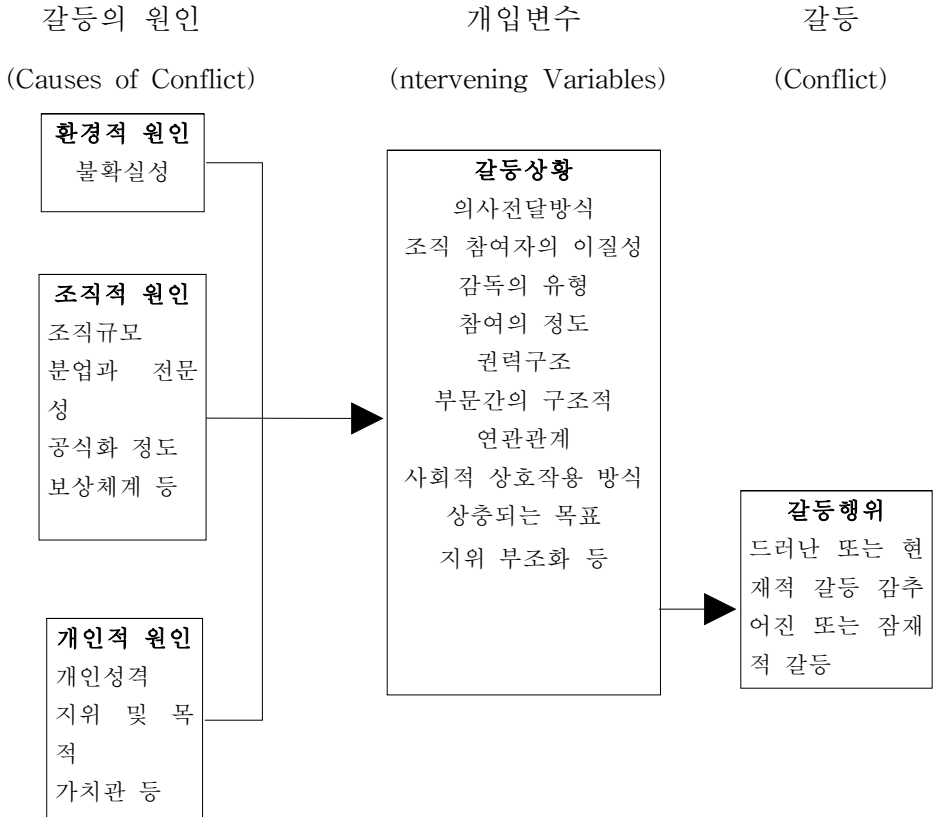 갈등의 원인
(Causes of Conflict)
환경적 원인
불확실성
조직적 원인
조직규모
분업과 전문
성
공식화 정도
보상체계 등
개인적 원인
개인성격
지위 및 목
적
가치관 등
개입변수
(ntervening Variables)
갈등상황
의사전달방식
조직 참여자의 이질성
감독의 유형
참여의 정도
권력구조
부문간의 구조적
연관관계
사회적 상호작용 방식
상충되는 목표
지위 부조화 등
갈등
(Conflict)
갈등행위
드러난 또는 현
재적 갈등 감추
어진 또는 잠재
적 갈등